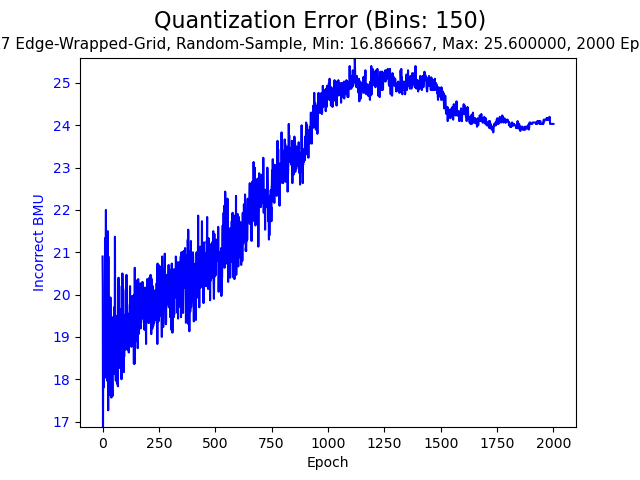 Quantization Error (Bins: 150)
7 Edge-Wrapped-Grid, Random-Sample, Min: 16.866667, Max: 25.600000, 2000 Ep
25
24
23
22
21
20
19
18
17
Incorrect BMU
0 250 500 750 1000 1250 1500 1750 2000
Epoch